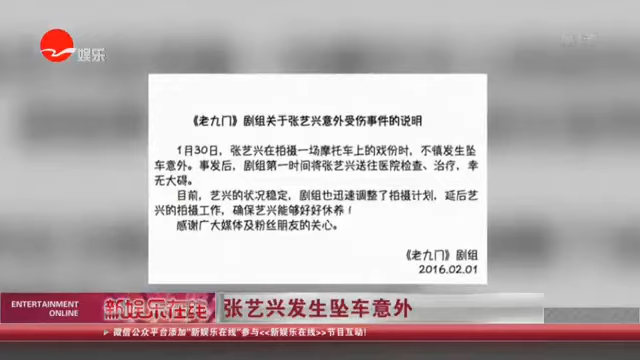 娱乐
《老九门》剧组关于张艺兴意外受伤事件的说明
1月30日，张艺兴在拍摄一场摩托车上的戏份时，不慎发生坠
车意外。事发后，剧组第一时间将张艺兴送往医院检查、治疗，幸
无大碍。
目前，艺兴的状况稳定，剧组也迅速调整了拍摄计划，延后艺
兴的拍摄工作，确保艺兴能够好好休养！
感谢广大媒体及粉丝朋友的关心。
《老九门》剧组
2016.02.01
ENTERTAINMENT
ONLINE
新娱乐在线
张艺兴发生坠车意外
微信公众平台添加"新娱乐在线"参与<<新娱乐在线>>节目互动!